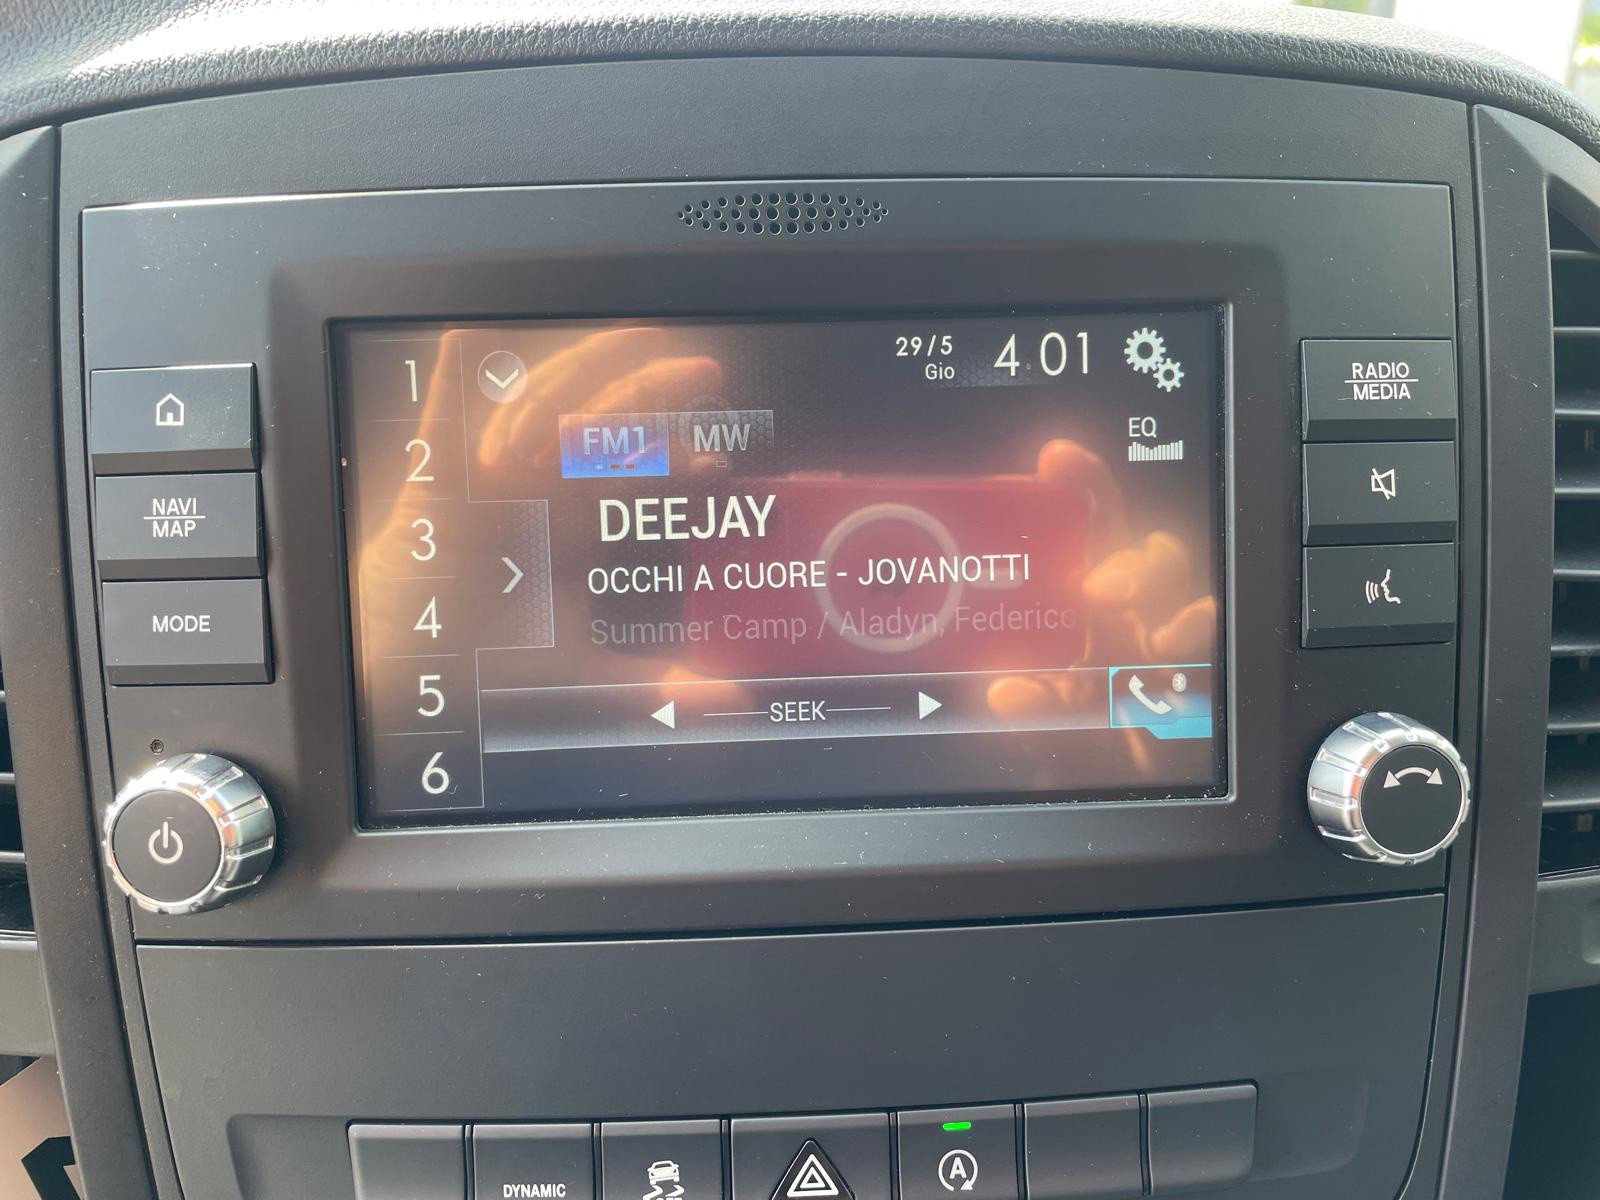 29/5
4:01
Gio
1
2
3
4
5
6
FM1
MW
EQ
DEEJAY
OCCHI A CUORE - JOVANOTTI
Summer Camp / Aladyn, Federico
SEEK
NAVI
MAP
MODE
RADIO
MEDIA
DYNAMIC
OFF
A